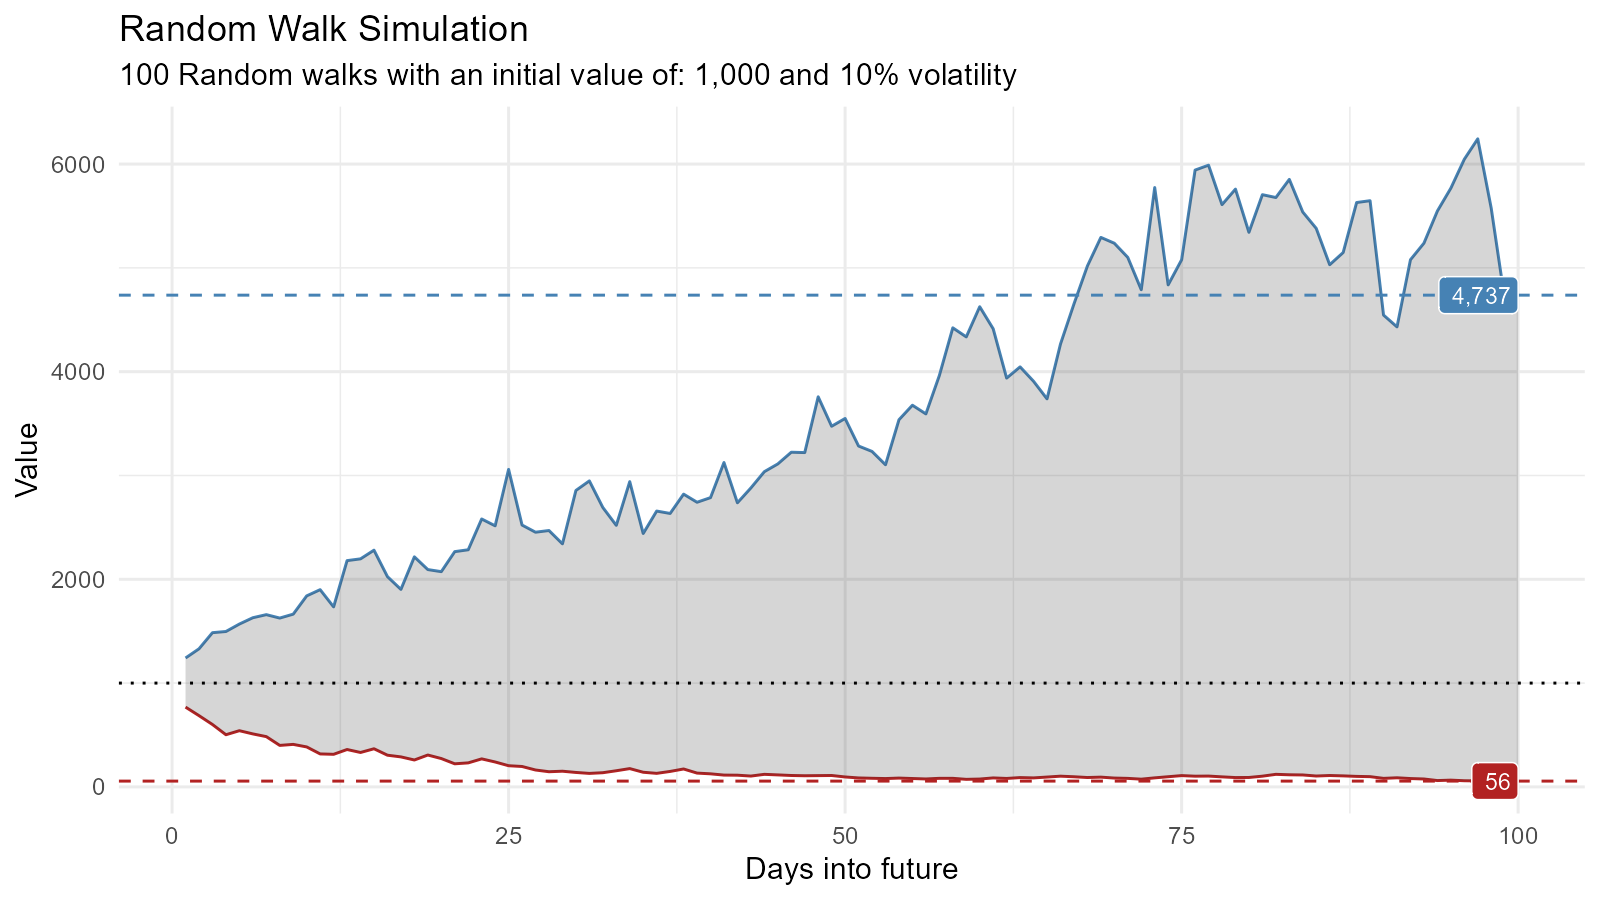 Random Walk Simulation
100 Random walks with an initial value of: 1,000 and 10% volatility
Value
6000
4000
2000
0
4,737
56
0
25
50
75
100
Days into future